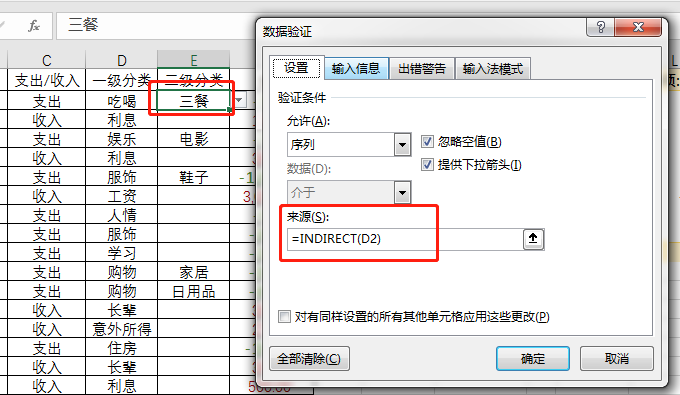 fx 三餐
C D E L
支出/收入 一级分类 二级分类
支出 吃喝 三餐
收入 利息
支出 娱乐 电影
收入 利息
支出 服饰 鞋子 -1
收入 工资 3,
支出 人情
支出 服饰
支出 学习
支出 购物 家居
支出 购物 日用品
收入 长辈
收入 意外所得
支出 住房
收入 长辈
收入 利息
数据验证
设置 输入信息 出错警告 输入法模式
验证条件
允许(A):
序列
忽略空值(B)
提供下拉箭头(I)
数据(D):
介于
来源(S):
=INDIRECT(D2)
对有同样设置的所有其他单元格应用这些更改(P)
全部清除(C) 确定 取消